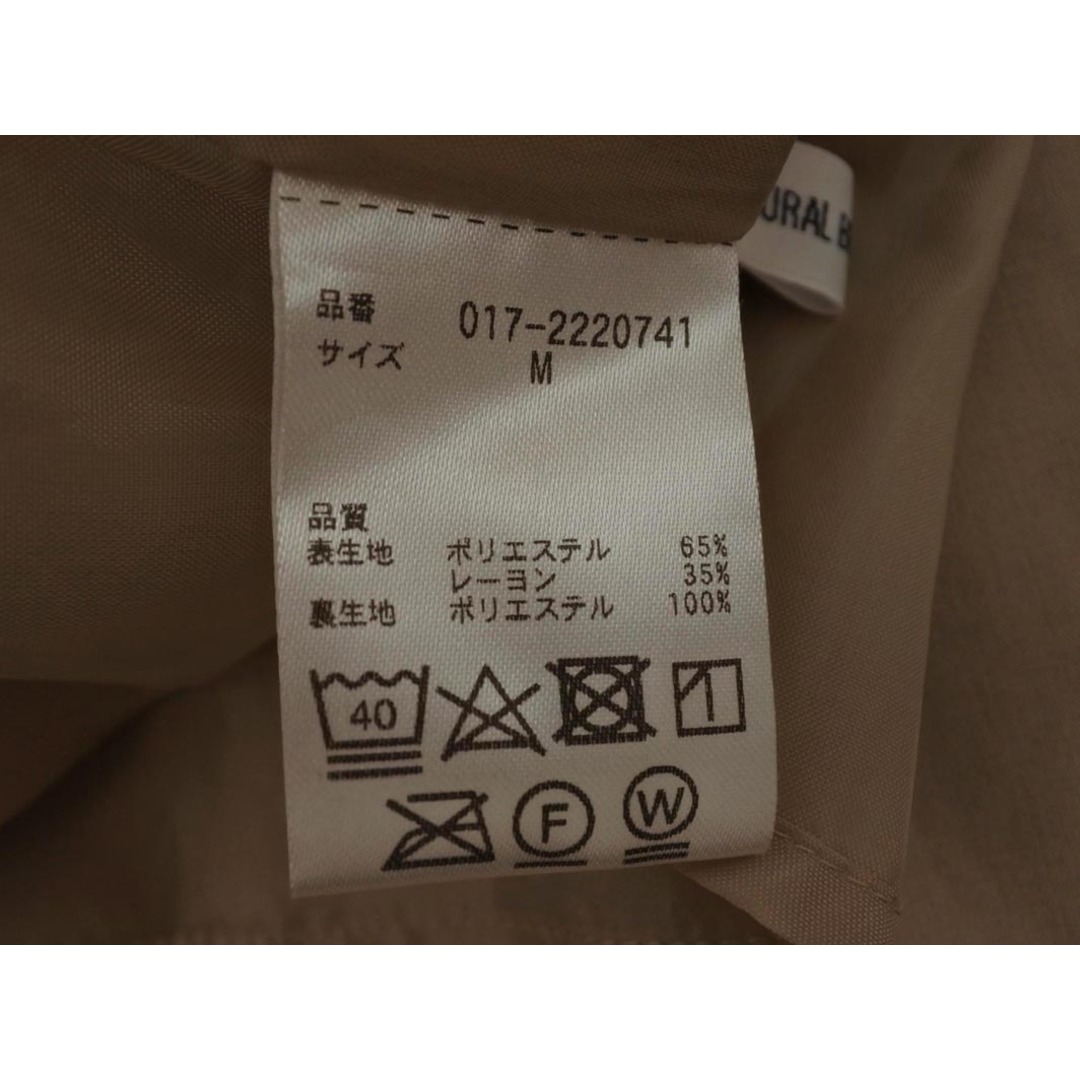 URAL B
品番 017-2220741
サイズ M
品質
表生地 ポリエステル 65%
レーヨン 35%
裏生地 ポリエステル 100%
40
F W